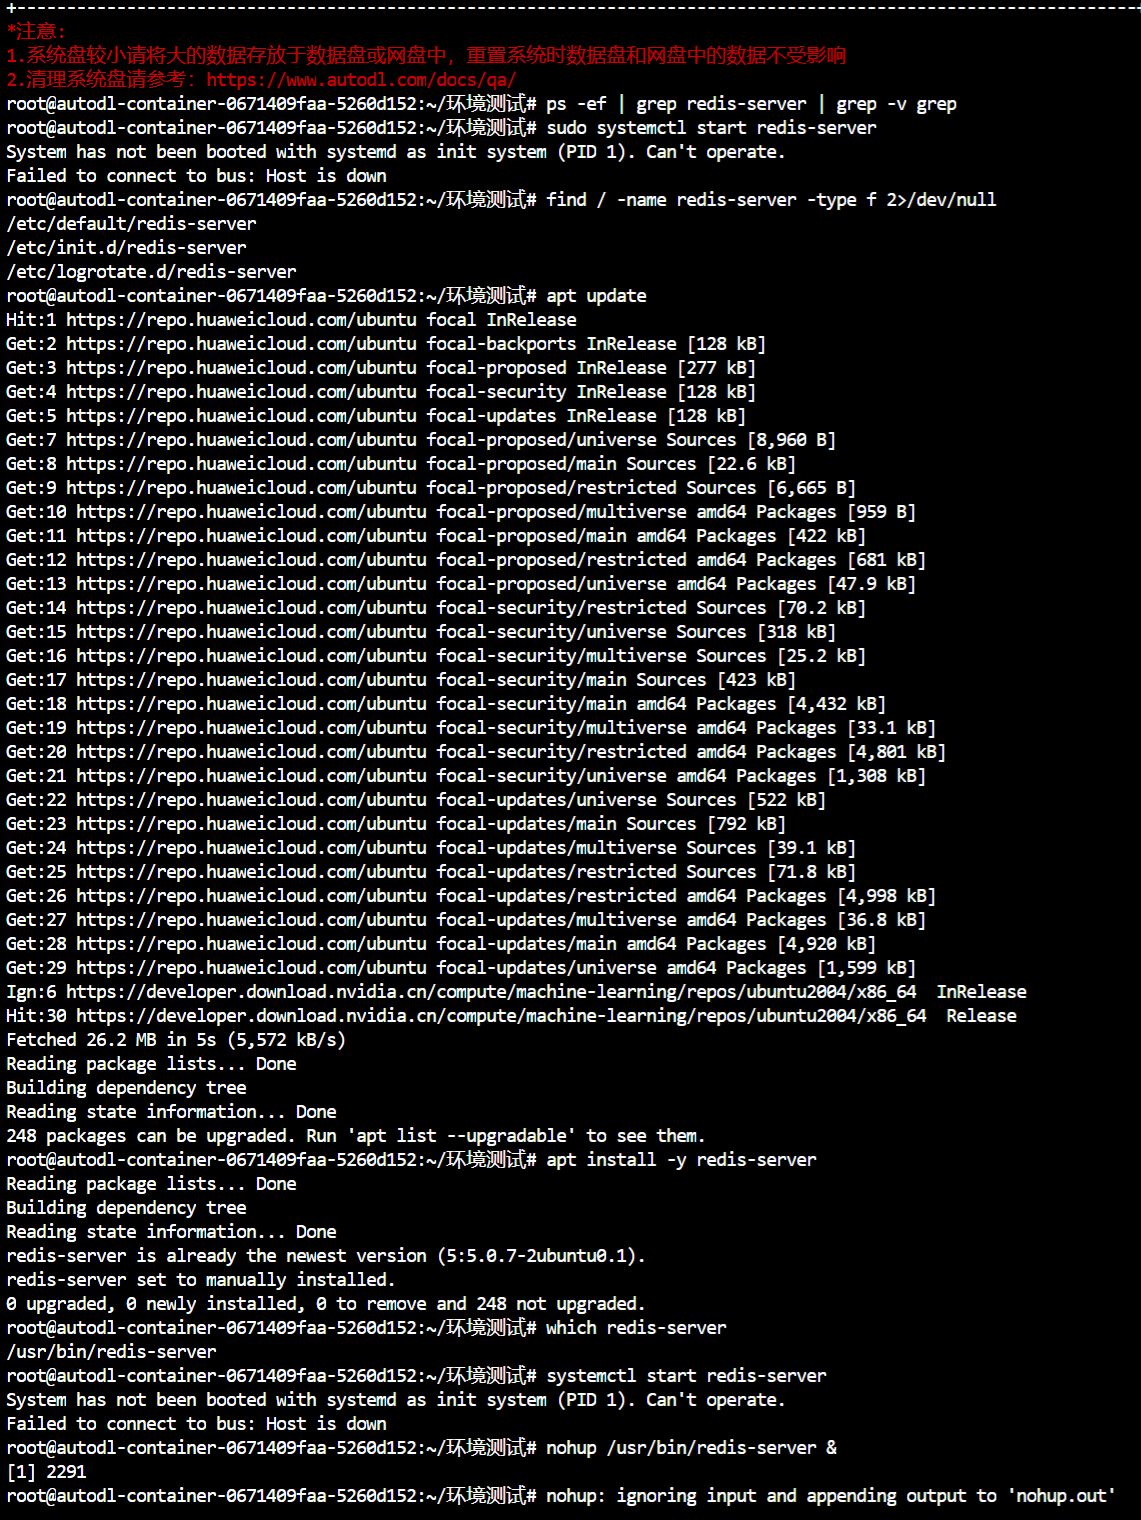 +----------------------------------------------------------------------------------------------------------------
*注意:
1.系统盘较小请将大的数据存放于数据盘或网盘中，重置系统时数据盘和网盘中的数据不受影响
2.清理系统盘请参考：https://www.autodl.com/docs/qa/
root@autodl-container-0671409faa-5260d152:~/环境测试# ps -ef | grep redis-server | grep -v grep
root@autodl-container-0671409faa-5260d152:~/环境测试# sudo systemctl start redis-server
System has not been booted with systemd as init system (PID 1). Can't operate.
Failed to connect to bus: Host is down
root@autodl-container-0671409faa-5260d152:~/环境测试# find / -name redis-server -type f 2>/dev/null
/etc/default/redis-server
/etc/init.d/redis-server
/etc/logrotate.d/redis-server
root@autodl-container-0671409faa-5260d152:~/环境测试# apt update
Hit:1 https://repo.huaweicloud.com/ubuntu focal InRelease
Get:2 https://repo.huaweicloud.com/ubuntu focal-backports InRelease [128 kB]
Get:3 https://repo.huaweicloud.com/ubuntu focal-proposed InRelease [277 kB]
Get:4 https://repo.huaweicloud.com/ubuntu focal-security InRelease [128 kB]
Get:5 https://repo.huaweicloud.com/ubuntu focal-updates InRelease [128 kB]
Get:7 https://repo.huaweicloud.com/ubuntu focal-proposed/universe Sources [8,960 B]
Get:8 https://repo.huaweicloud.com/ubuntu focal-proposed/main Sources [22.6 kB]
Get:9 https://repo.huaweicloud.com/ubuntu focal-proposed/restricted Sources [6,665 B]
Get:10 https://repo.huaweicloud.com/ubuntu focal-proposed/multiverse amd64 Packages [959 B]
Get:11 https://repo.huaweicloud.com/ubuntu focal-proposed/main amd64 Packages [422 kB]
Get:12 https://repo.huaweicloud.com/ubuntu focal-proposed/restricted amd64 Packages [681 kB]
Get:13 https://repo.huaweicloud.com/ubuntu focal-proposed/universe amd64 Packages [47.9 kB]
Get:14 https://repo.huaweicloud.com/ubuntu focal-security/restricted Sources [70.2 kB]
Get:15 https://repo.huaweicloud.com/ubuntu focal-security/universe Sources [318 kB]
Get:16 https://repo.huaweicloud.com/ubuntu focal-security/multiverse Sources [25.2 kB]
Get:17 https://repo.huaweicloud.com/ubuntu focal-security/main Sources [423 kB]
Get:18 https://repo.huaweicloud.com/ubuntu focal-security/main amd64 Packages [4,432 kB]
Get:19 https://repo.huaweicloud.com/ubuntu focal-security/multiverse amd64 Packages [33.1 kB]
Get:20 https://repo.huaweicloud.com/ubuntu focal-security/restricted amd64 Packages [4,801 kB]
Get:21 https://repo.huaweicloud.com/ubuntu focal-security/universe amd64 Packages [1,308 kB]
Get:22 https://repo.huaweicloud.com/ubuntu focal-updates/universe Sources [522 kB]
Get:23 https://repo.huaweicloud.com/ubuntu focal-updates/main Sources [792 kB]
Get:24 https://repo.huaweicloud.com/ubuntu focal-updates/multiverse Sources [39.1 kB]
Get:25 https://repo.huaweicloud.com/ubuntu focal-updates/restricted Sources [71.8 kB]
Get:26 https://repo.huaweicloud.com/ubuntu focal-updates/restricted amd64 Packages [4,998 kB]
Get:27 https://repo.huaweicloud.com/ubuntu focal-updates/multiverse amd64 Packages [36.8 kB]
Get:28 https://repo.huaweicloud.com/ubuntu focal-updates/main amd64 Packages [4,920 kB]
Get:29 https://repo.huaweicloud.com/ubuntu focal-updates/universe amd64 Packages [1,599 kB]
Ign:6 https://developer.download.nvidia.cn/compute/machine-learning/repos/ubuntu2004/x86_64  InRelease
Hit:30 https://developer.download.nvidia.cn/compute/machine-learning/repos/ubuntu2004/x86_64  Release
Fetched 26.2 MB in 5s (5,572 kB/s)
Reading package lists... Done
Building dependency tree
Reading state information... Done
248 packages can be upgraded. Run 'apt list --upgradable' to see them.
root@autodl-container-0671409faa-5260d152:~/环境测试# apt install -y redis-server
Reading package lists... Done
Building dependency tree
Reading state information... Done
redis-server is already the newest version (5:5.0.7-2ubuntu0.1).
redis-server set to manually installed.
0 upgraded, 0 newly installed, 0 to remove and 248 not upgraded.
root@autodl-container-0671409faa-5260d152:~/环境测试# which redis-server
/usr/bin/redis-server
root@autodl-container-0671409faa-5260d152:~/环境测试# systemctl start redis-server
System has not been booted with systemd as init system (PID 1). Can't operate.
Failed to connect to bus: Host is down
root@autodl-container-0671409faa-5260d152:~/环境测试# nohup /usr/bin/redis-server &
[1] 2291
root@autodl-container-0671409faa-5260d152:~/环境测试# nohup: ignoring input and appending output to 'nohup.out'